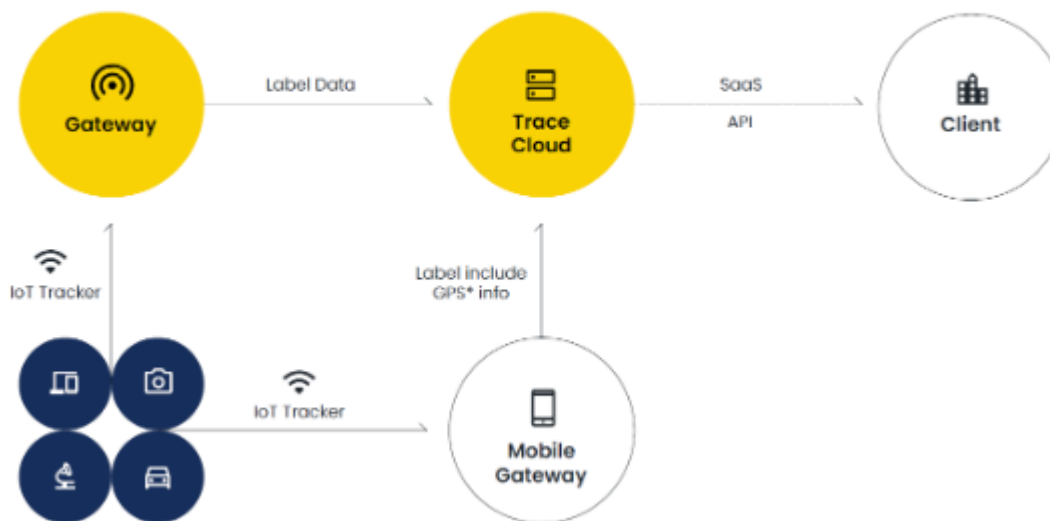 Gateway
Label Data
Trace
Cloud
SaaS
API
Client
IoT Tracker
Label include
GPS* info
IoT Tracker
Mobile
Gateway